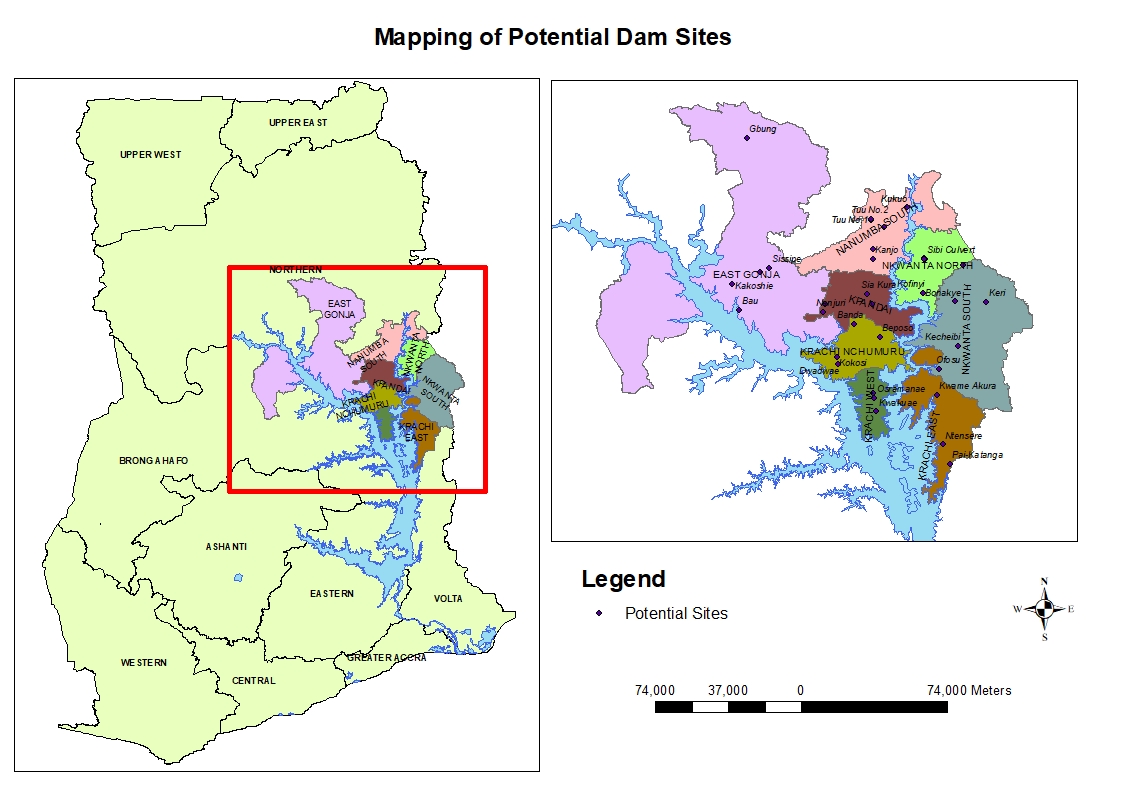 Mapping of Potential Dam Sites
UPPER EAST
UPPER WEST
NORTHERN
EAST
GONJA
NANUMBA
SOUTH
NKWANTA
NORTH
KPANDAI
NKWANTA
SOUTH
KRACHI
NCHUMURU
KRACHI
EAST
BRONG AHAFO
ASHANTI
EASTERN
VOLTA
WESTERN
CENTRAL
GREATER ACCRA
Gbung
Kukuo
Tuu No.2
Tuu No.1
NANUMBA SOUTH
Kanjo
Sibi Culvert
NKWANTA NORTH
Sissipe
EAST GONJA
Kakoshie
Sia Kura
Kofinyi
Bonakye
Keri
Bau
Nanjuri
KPANDAI
Banda
Beposo
Kecheibi
NKWANTA SOUTH
KRACHI NCHUMURU
Kokosi
Ofosu
Dwadwae
Osramanae
Kwame Akura
Kwakuae
KRACHI WEST
KRACHI EAST
Ntensere
Pai-Katanga
Legend
Potential Sites
N
W
E
S
74,000
37,000
0
74,000 Meters